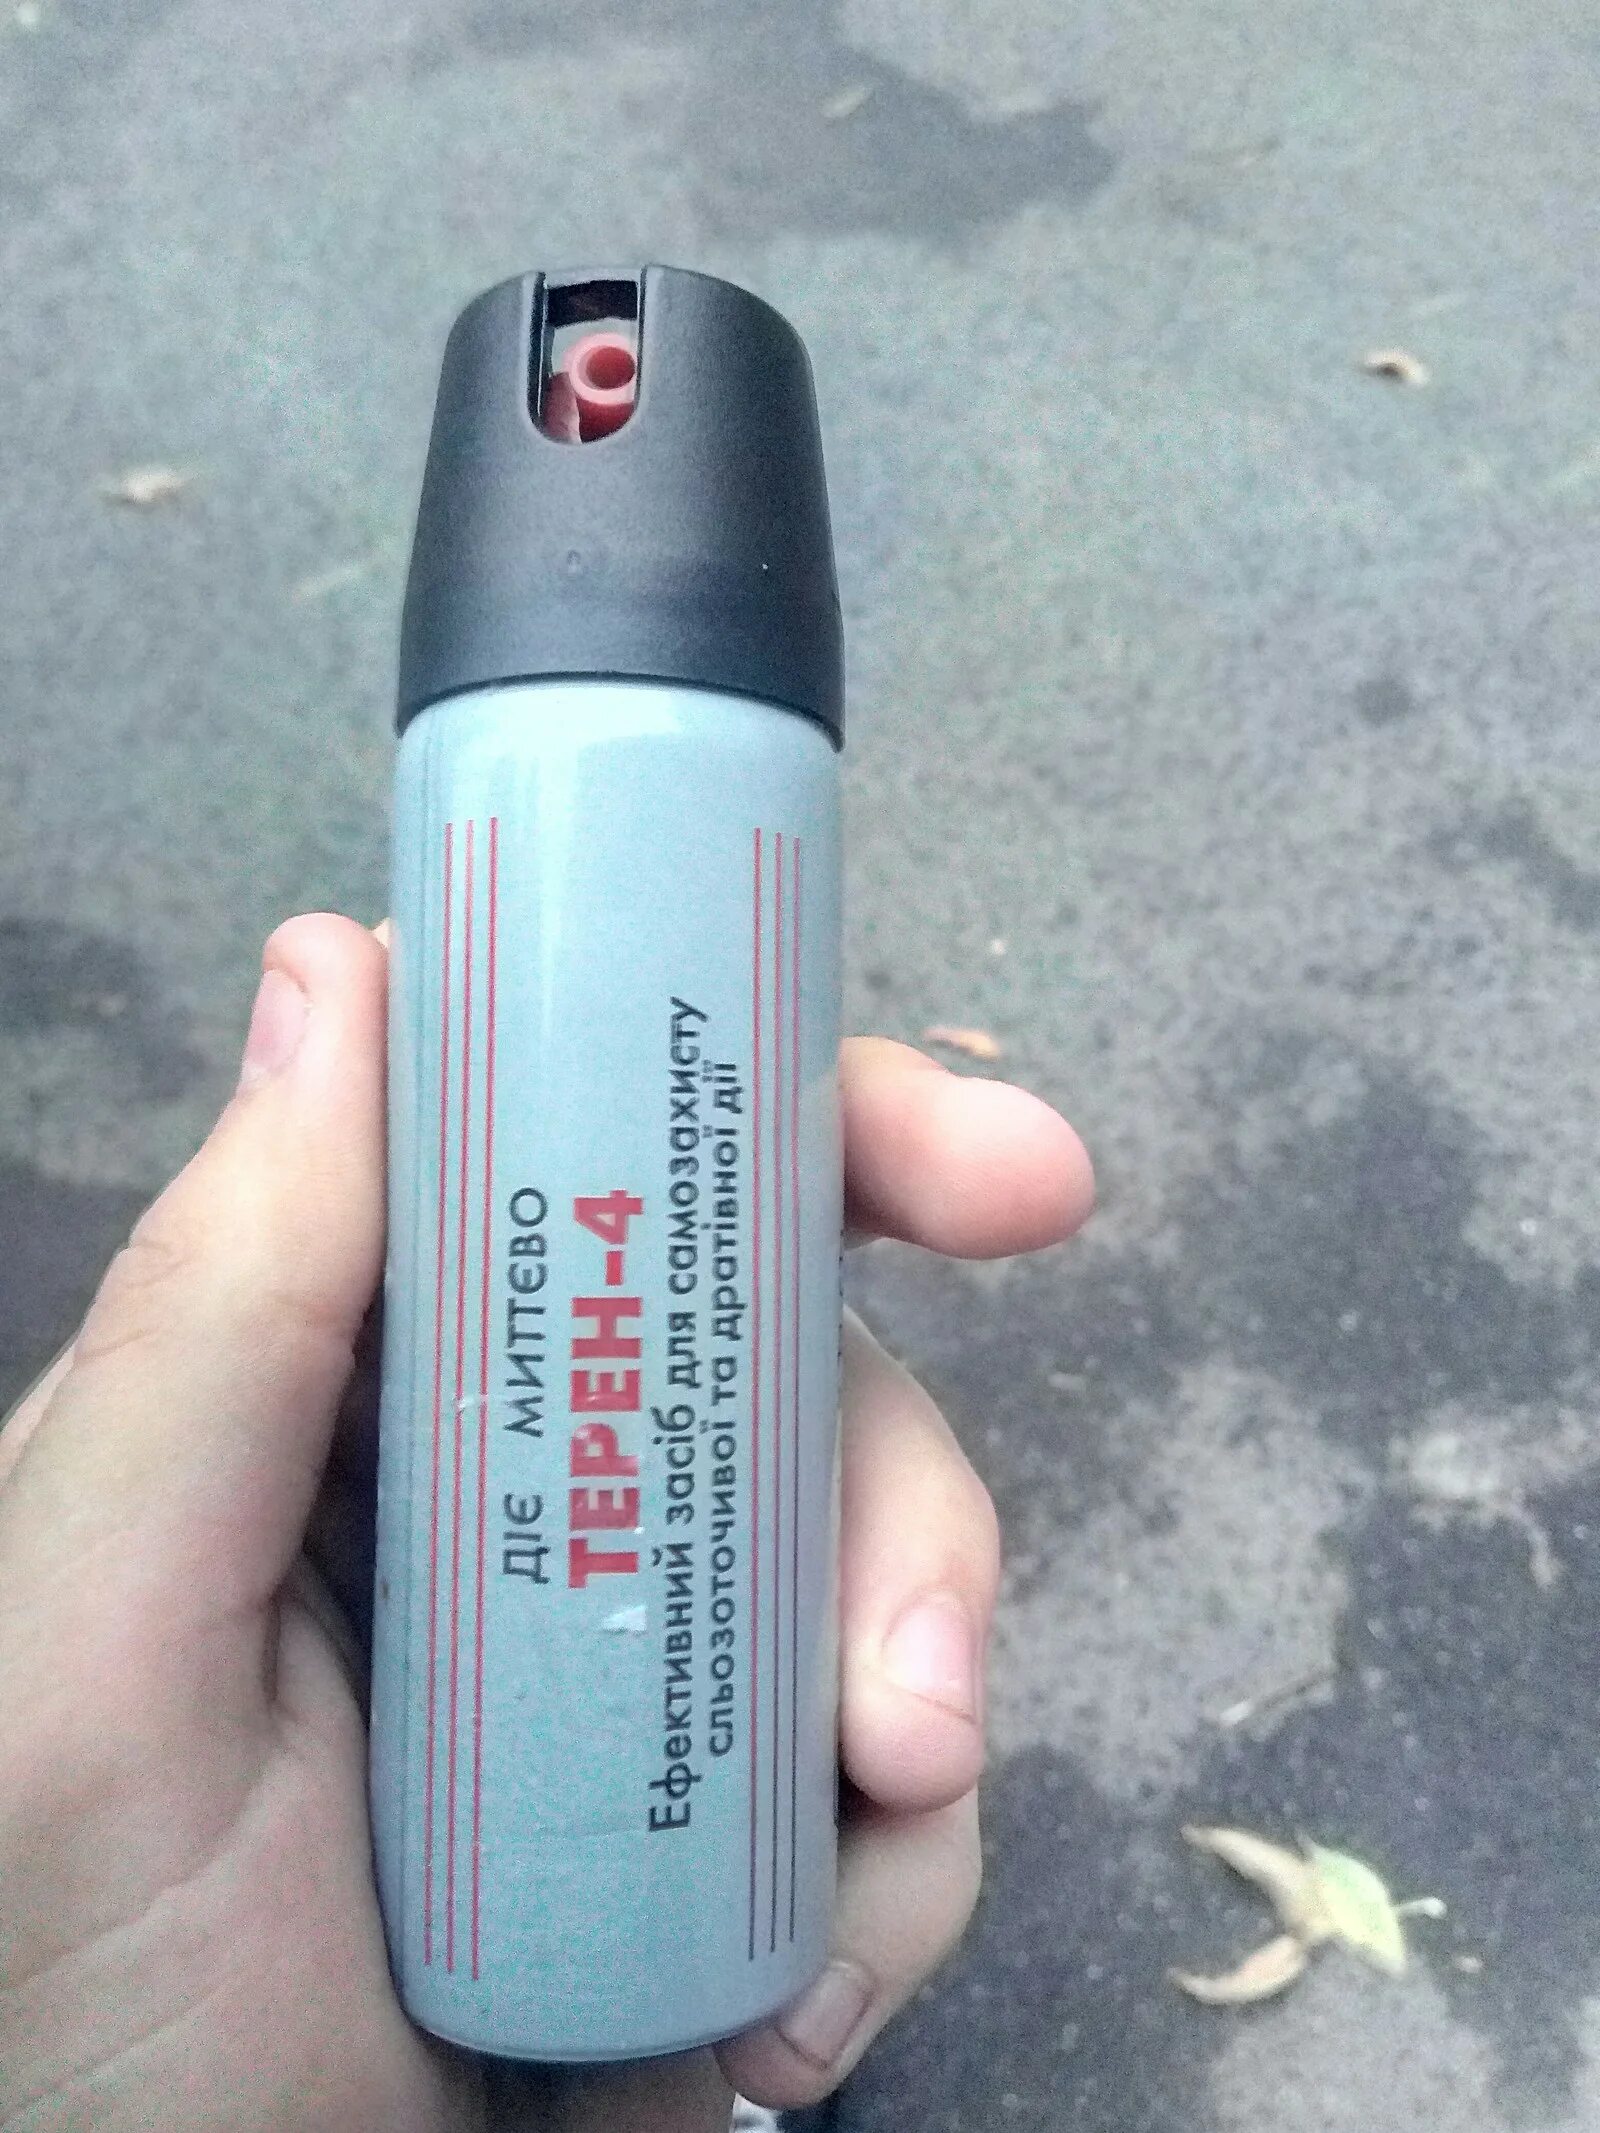 ДІЄ МИТТЄВО
ТЕРЕН-4
Ефективний засіб для самозахисту
сльозоточивої та дратівної дії